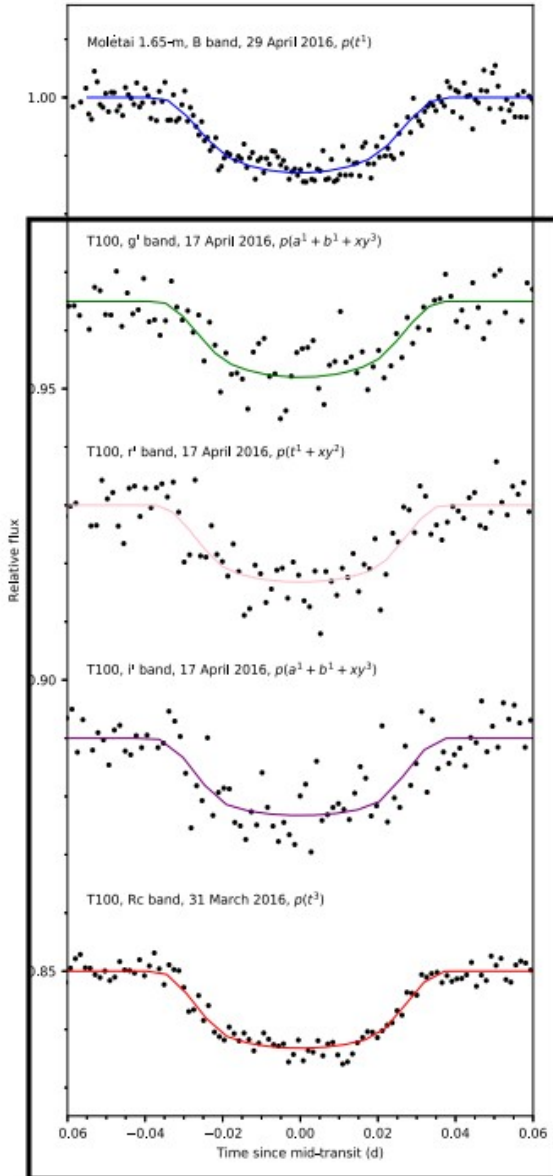 Molėtai 1.65-m, B band, 29 April 2016, p(t¹)
1.00
T100, g' band, 17 April 2016, p(a¹ + b¹ + xy³)
0.95
T100, r' band, 17 April 2016, p(t¹ + xy²)
Relative flux
T100, i' band, 17 April 2016, p(a¹ + b¹ + xy³)
0.90
T100, Rc band, 31 March 2016, p(t³)
0.85
0.06 −0.04 −0.02 0.00 0.02 0.04 0.06
Time since mid-transit (d)